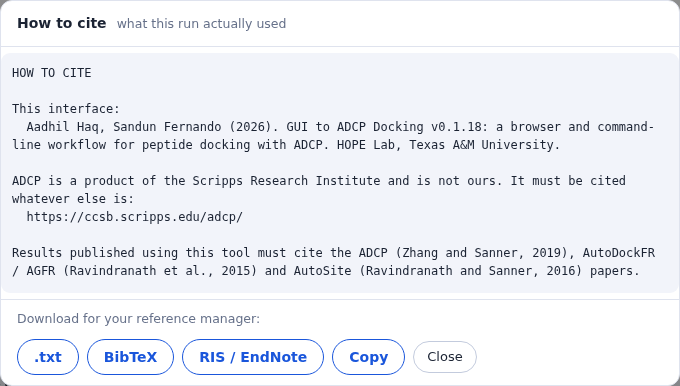 How to cite what this run actually used
HOW TO CITE
This interface:
Aadhil Haq, Sandun Fernando (2026). GUI to ADCP Docking v0.1.18: a browser and command-
line workflow for peptide docking with ADCP. HOPE Lab, Texas A&M University.
ADCP is a product of the Scripps Research Institute and is not ours. It must be cited
whatever else is:
https://ccsb.scripps.edu/adcp/
Results published using this tool must cite the ADCP (Zhang and Sanner, 2019), AutoDockFR
/ AGFR (Ravindranath et al., 2015) and AutoSite (Ravindranath and Sanner, 2016) papers.
Download for your reference manager:
.txt BibTeX RIS / EndNote Copy Close